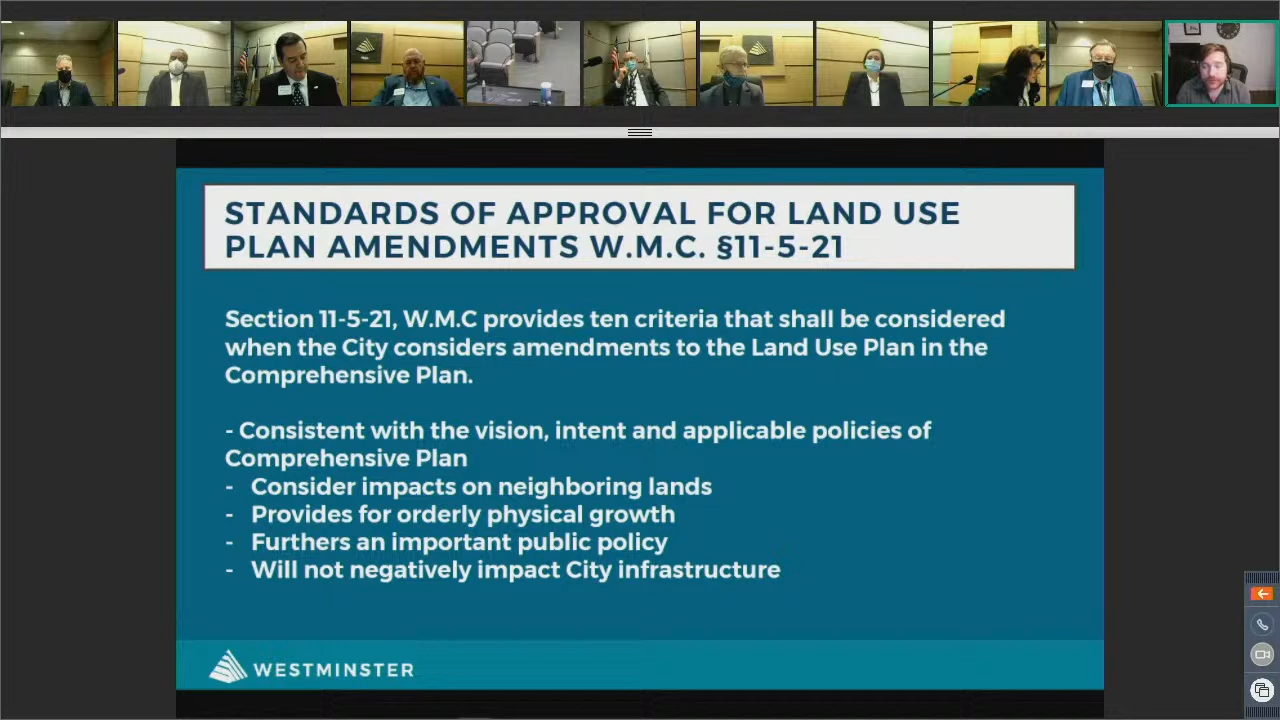 STANDARDS OF APPROVAL FOR LAND USE
PLAN AMENDMENTS W.M.C. §11-5-21
Section 11-5-21, W.M.C provides ten criteria that shall be considered
when the City considers amendments to the Land Use Plan in the
Comprehensive Plan.
- Consistent with the vision, intent and applicable policies of
Comprehensive Plan
- Consider impacts on neighboring lands
- Provides for orderly physical growth
- Furthers an important public policy
- Will not negatively impact City infrastructure
WESTMINSTER